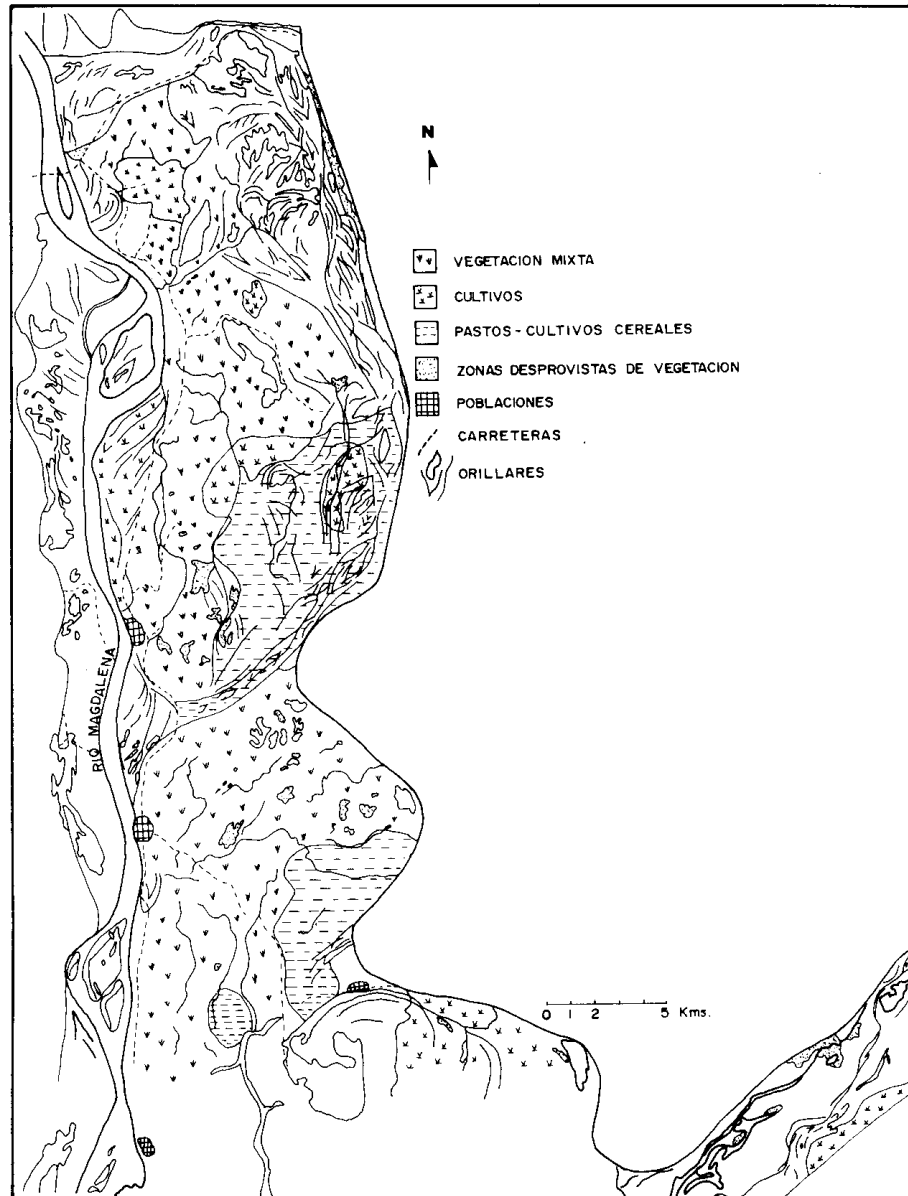 N
VEGETACION MIXTA
CULTIVOS
PASTOS-CULTIVOS CEREALES
ZONAS DESPROVISTAS DE VEGETACION
POBLACIONES
CARRETERAS
ORILLARES
RIO MAGDALENA
0 1 2 5 Kms.